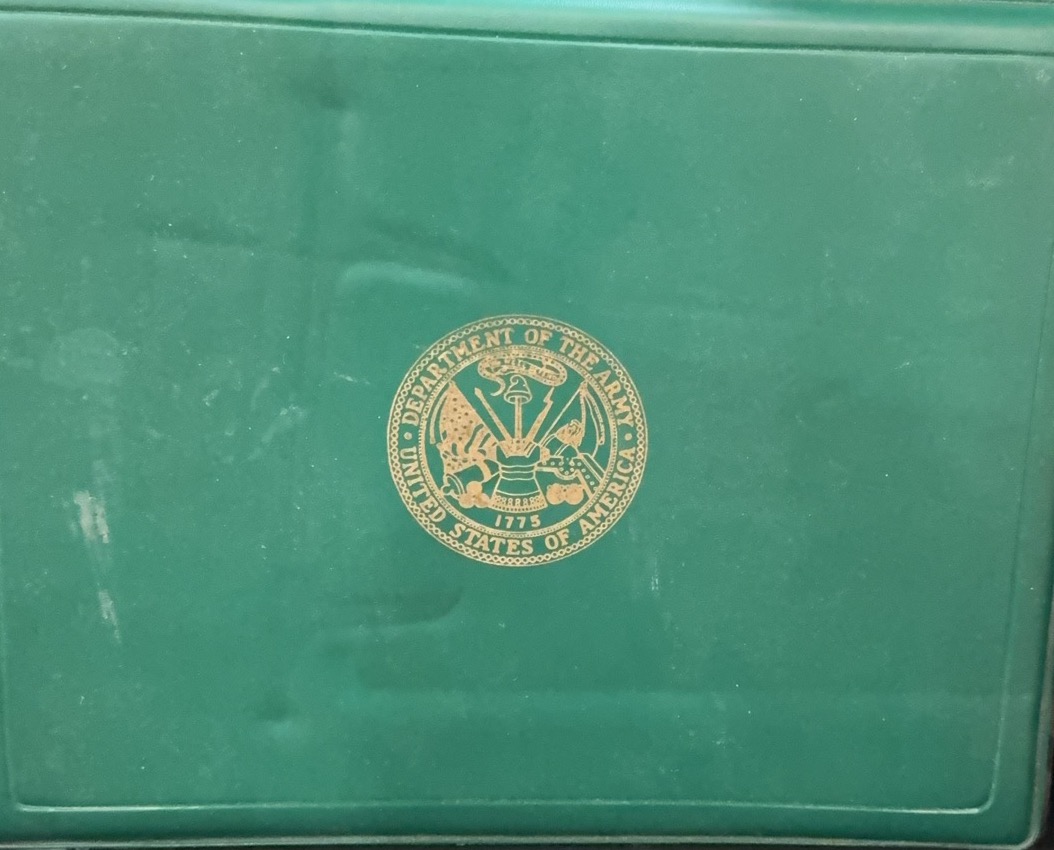 DEPARTMENT OF THE ARMY
1775
UNITED STATES OF AMERICA